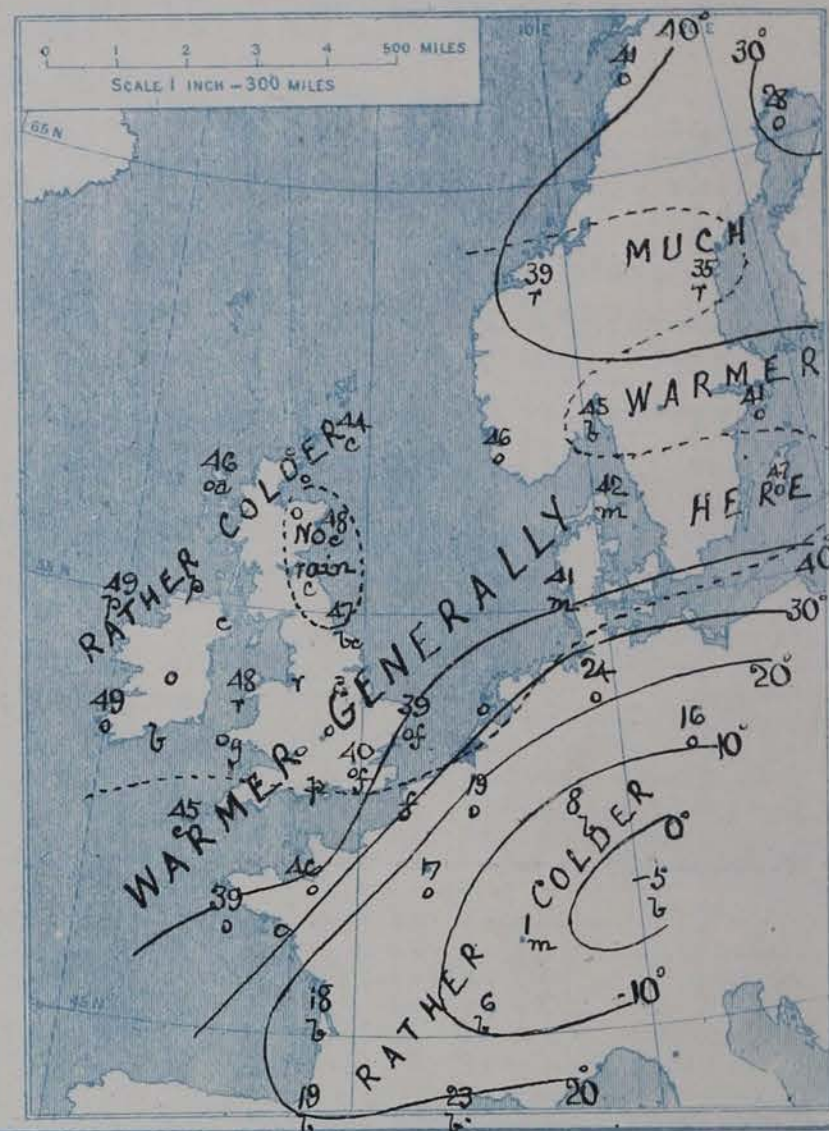 0 1 2 3 4 500 MILES
SCALE 1 INCH - 300 MILES
10 E
40°
30°
41
28
65 N
MUCH
39
r
35
r
WARMER
45
b
41
46
44
c
46
RATHER COLDER
47
HERE
42
m
48
No c
rain
c
49
p
55 N
41
m
40°
GENERALLY
47
bc
c
30°
48
r
r
24
20°
49
b
39
f
16
10°
g
40
f
p
f
19
8
45
0°
WARMER
COLDER
46
7
-5
b
39
1
m
RATHER
-10°
45 N
18
b
6
b
19
b
23
b
20°